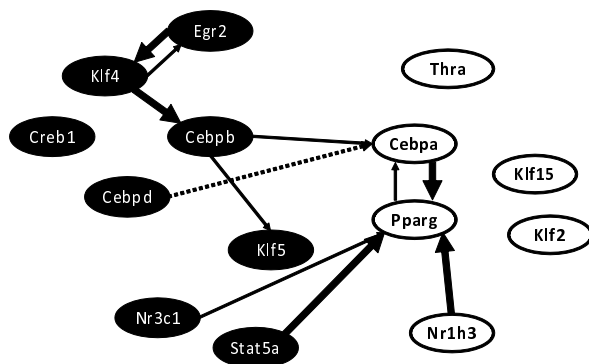 Egr2
Klf4
Thra
Creb1
Cebpb
Cebpa
Klf15
Cebpd
Pparg
Klf2
Klf5
Nr3c1
Nr1h3
Stat5a